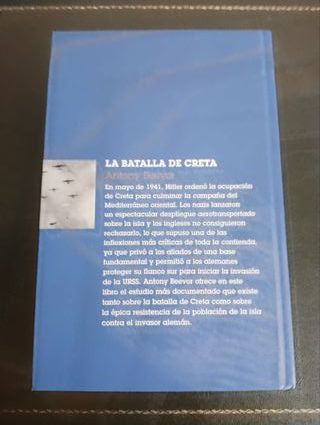 LA BATALLA DE CRETA
Antony Beevor
En mayo de 1941, Hitler ordenó la ocupación
de Creta para culminar la campaña del
Mediterráneo oriental. Los nazis lanzaron
un espectacular despliegue aerotransportado
sobre la isla y los ingleses no consiguieron
rechazarlo, lo que supuso una de las
inflexiones más críticas de toda la contienda,
ya que privó a los aliados de una base
fundamental y permitió a los alemanes
proteger su flanco sur para iniciar la invasión
de la URSS. Antony Beevor ofrece en este
libro el estudio más documentado que existe
tanto sobre la batalla de Creta como sobre
la épica resistencia de la población de la isla
contra el invasor alemán.